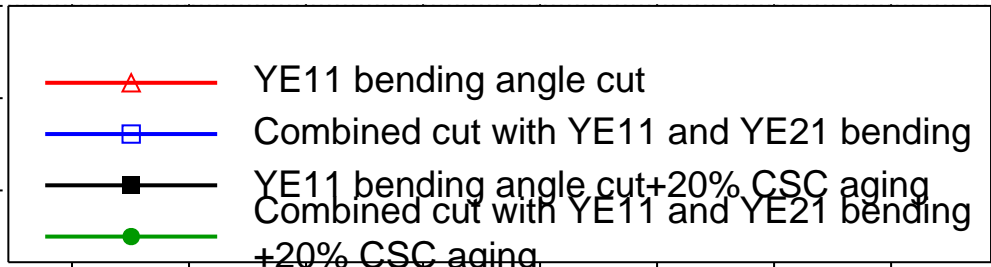 YE11 bending angle cut
Combined cut with YE11 and YE21 bending
YE11 bending angle cut+20% CSC aging
Combined cut with YE11 and YE21 bending
+20% CSC aging